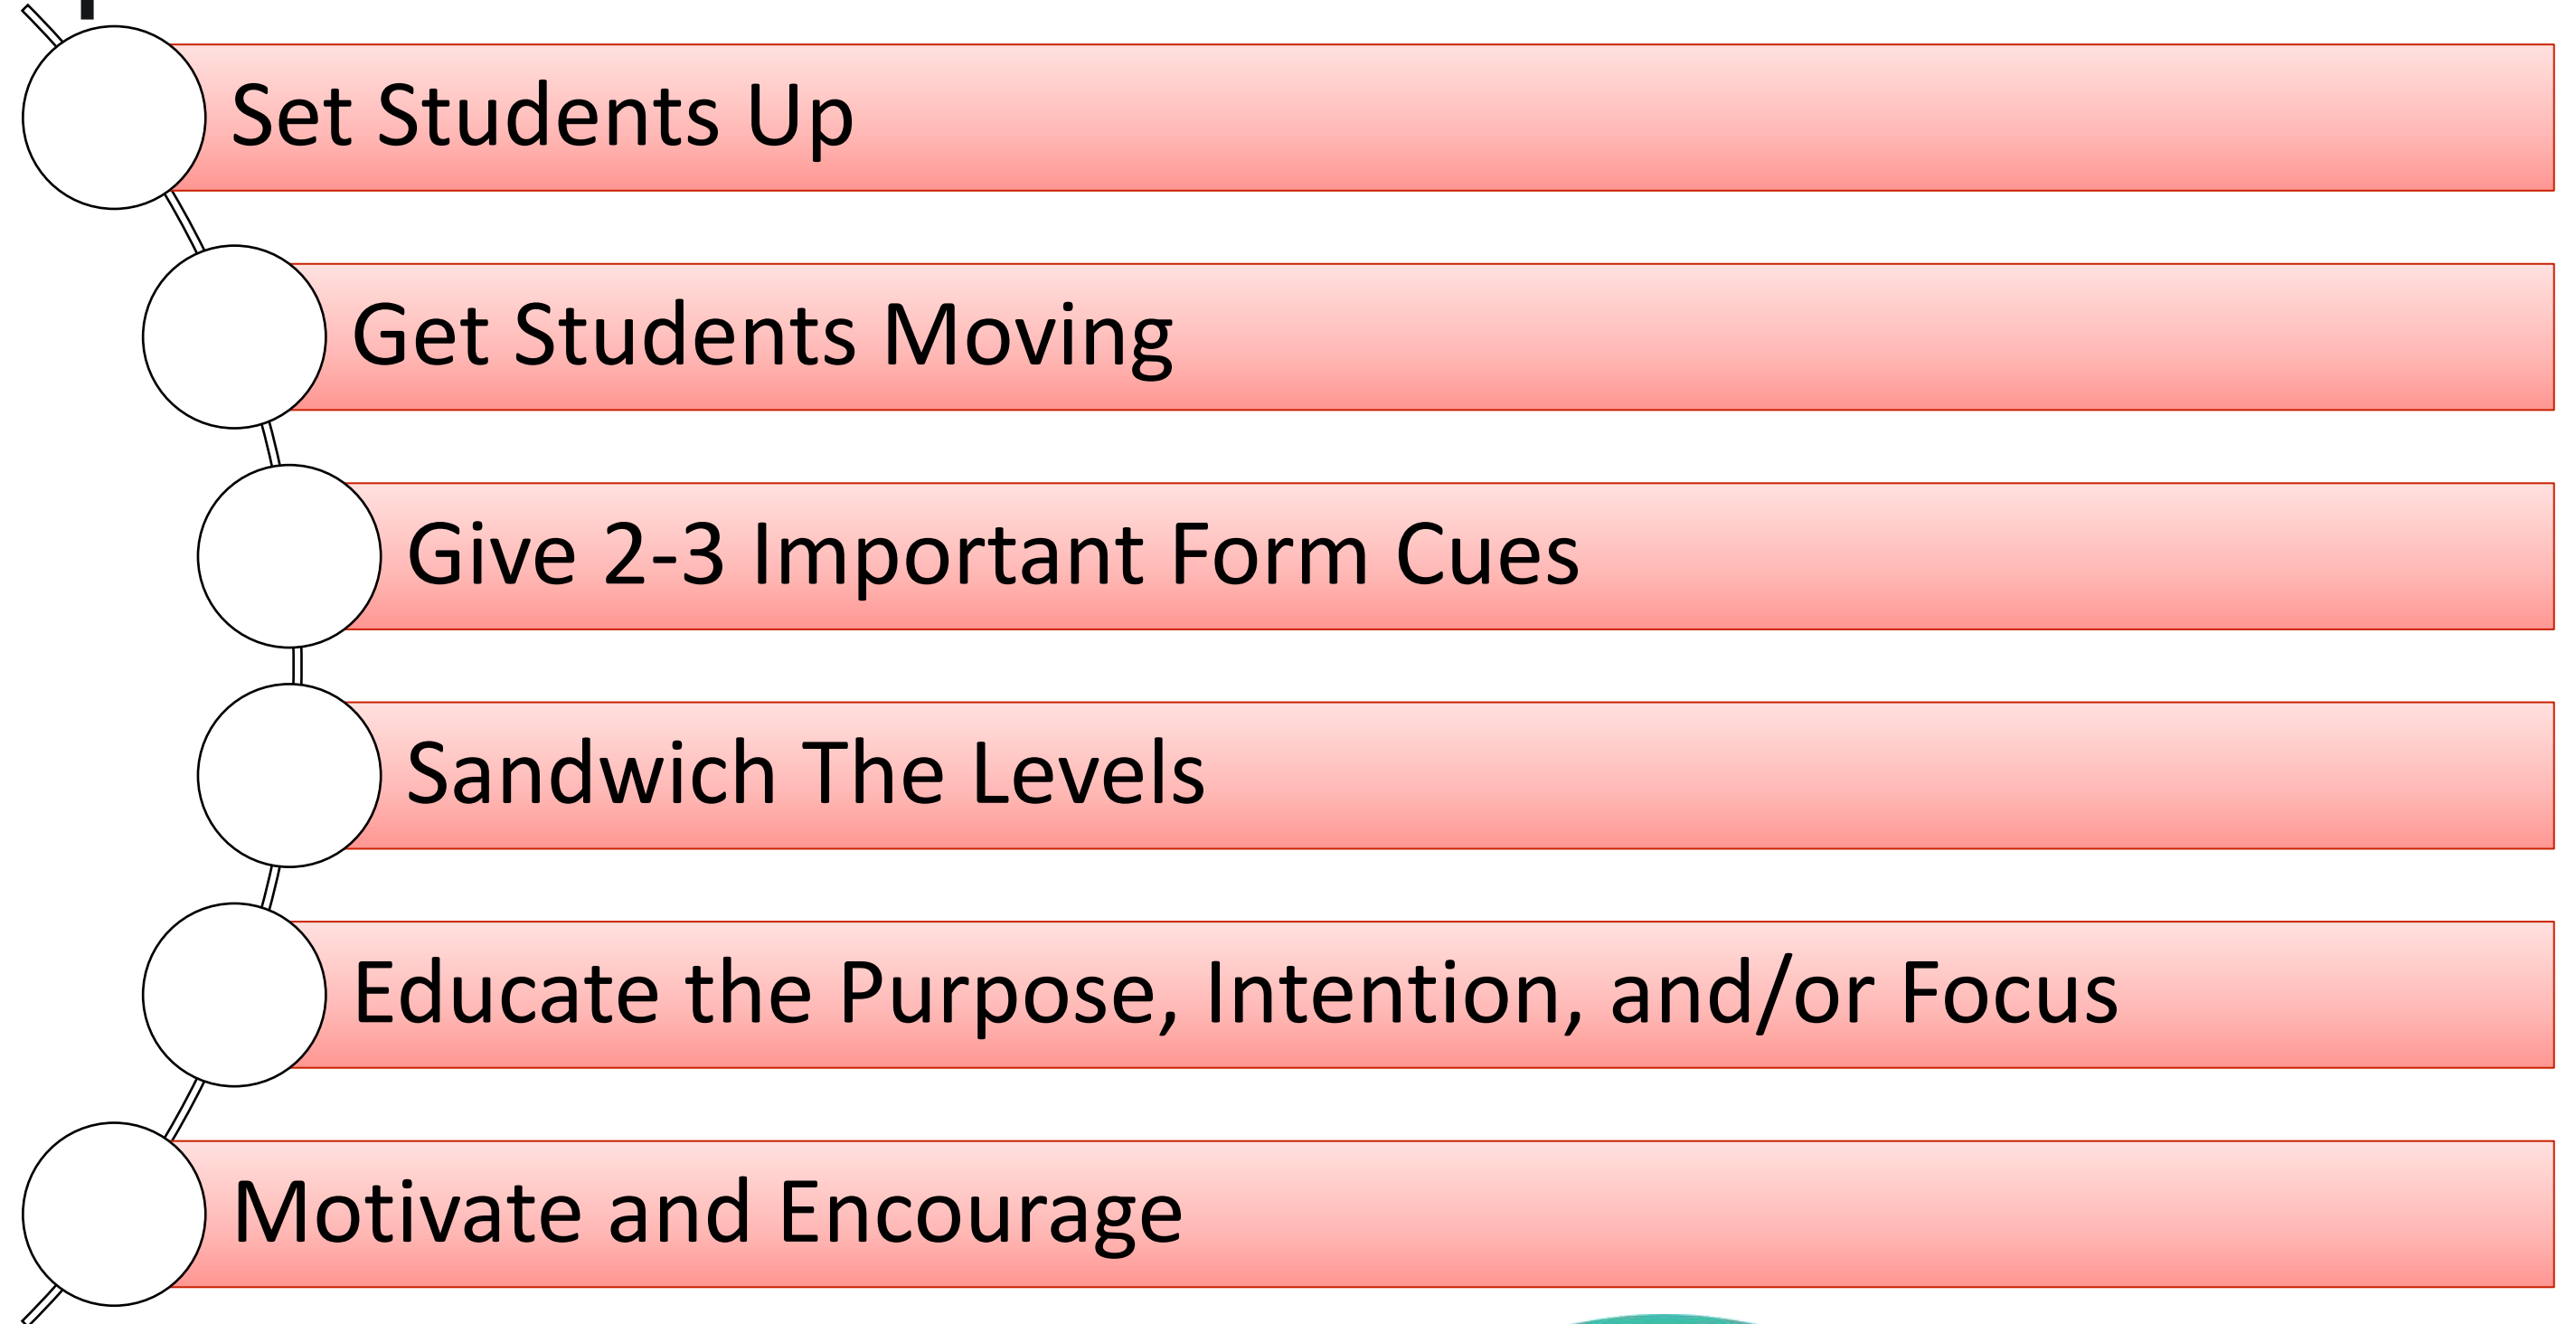 Set Students Up
Get Students Moving
Give 2-3 Important Form Cues
Sandwich The Levels
Educate the Purpose, Intention, and/or Focus
Motivate and Encourage